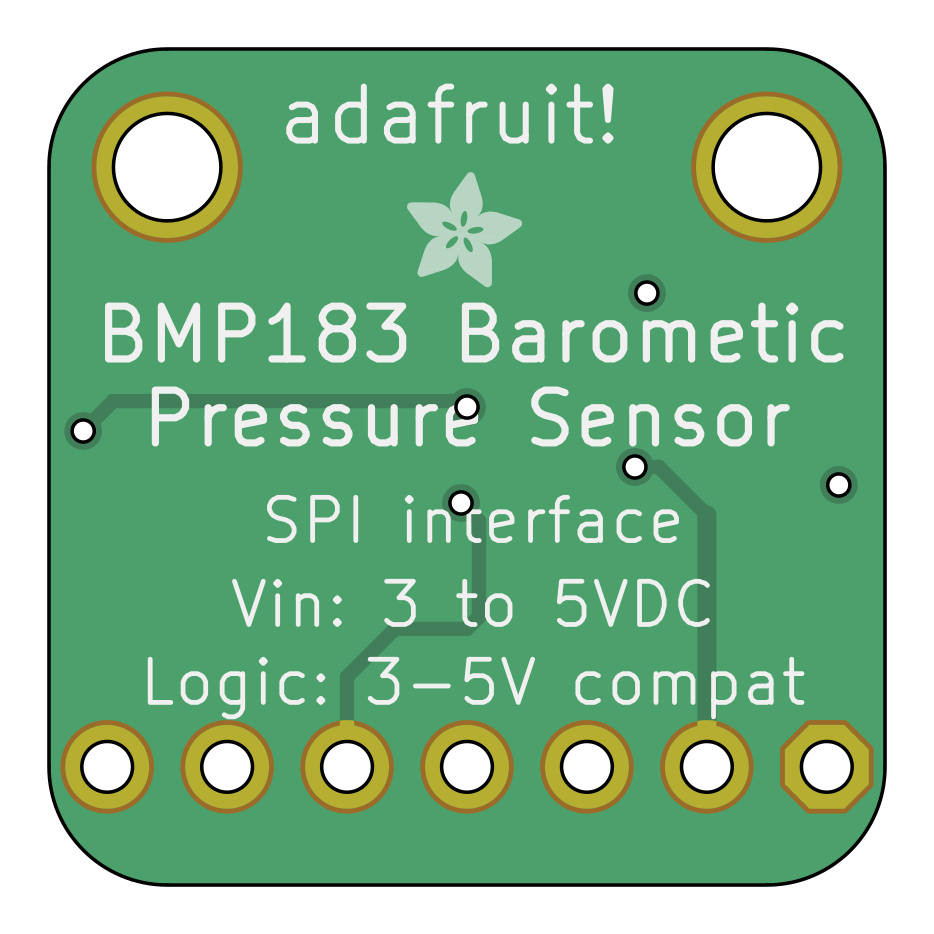 adafruit!
BMP183 Barometic
Pressure Sensor
SPI interface
Vin: 3 to 5VDC
Logic: 3-5V compat